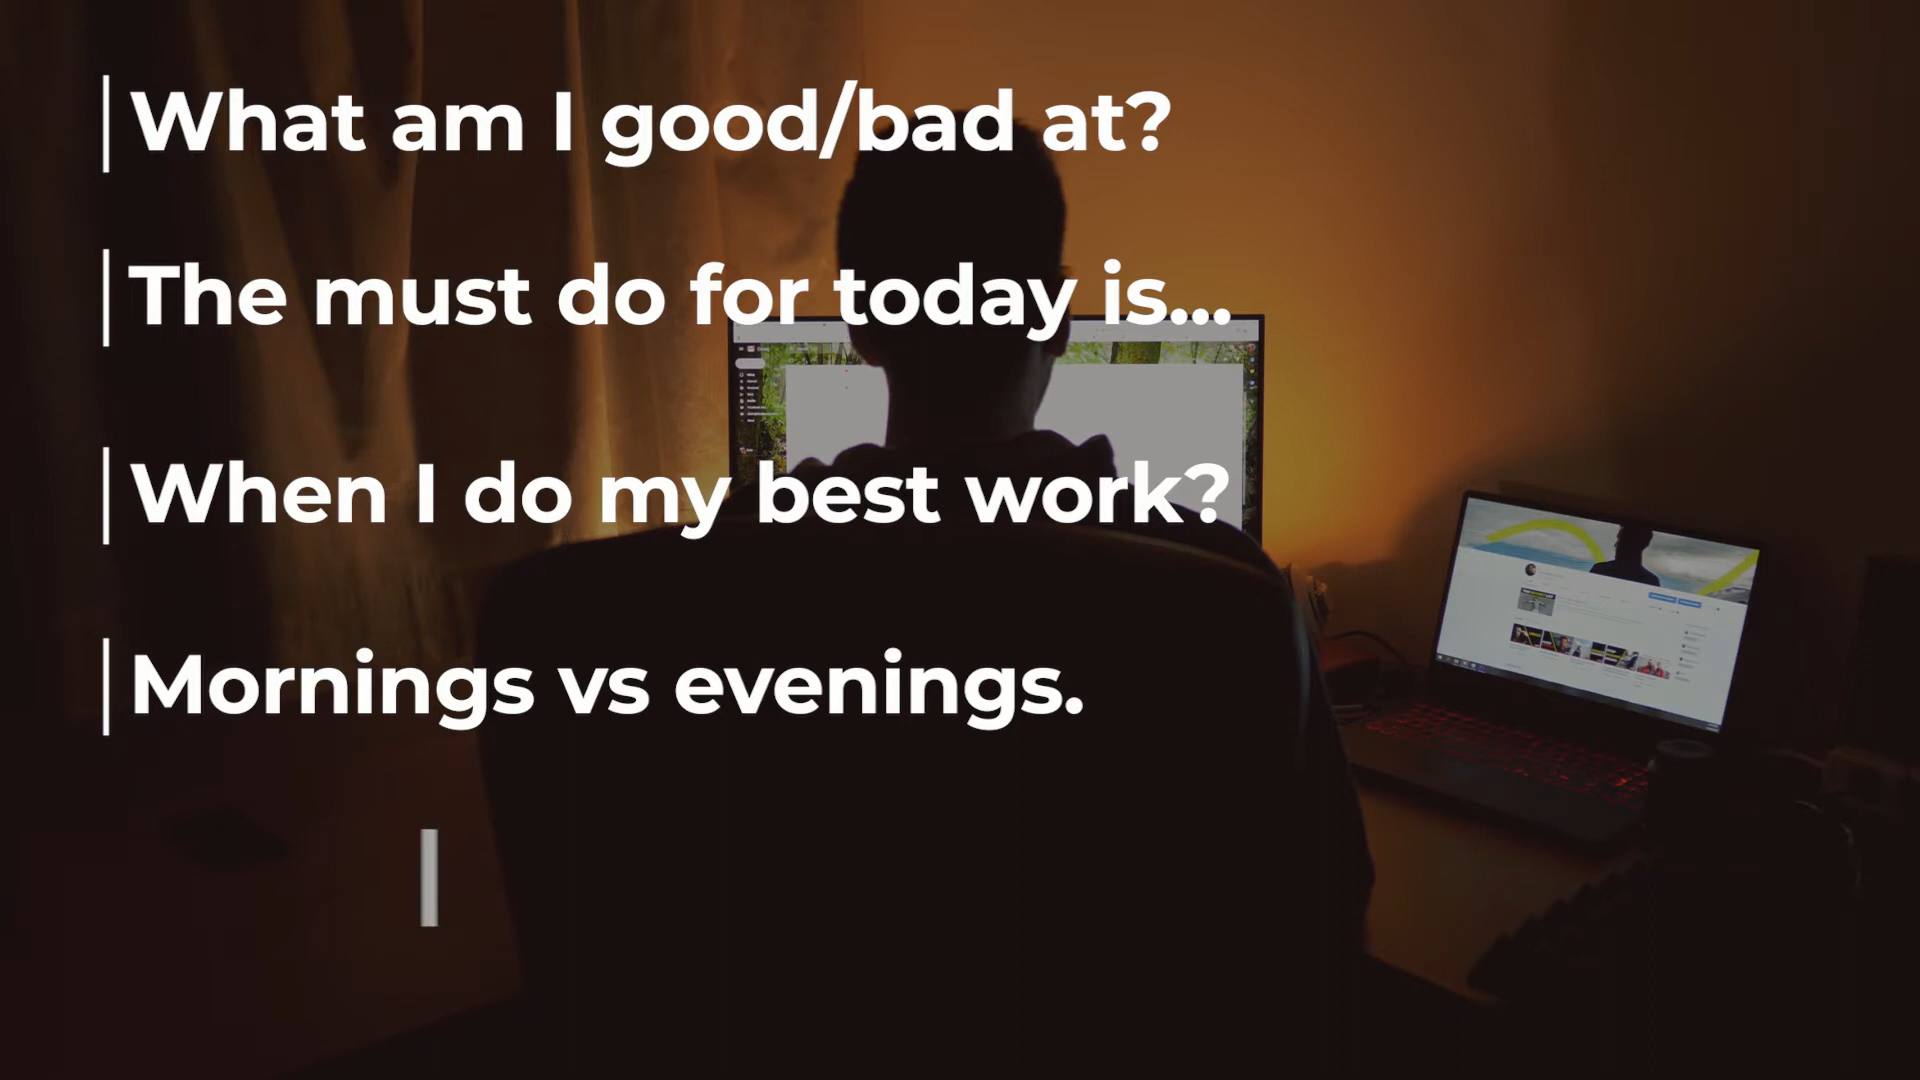 What am I good/bad at?
The must do for today is...
When I do my best work?
Mornings vs evenings.